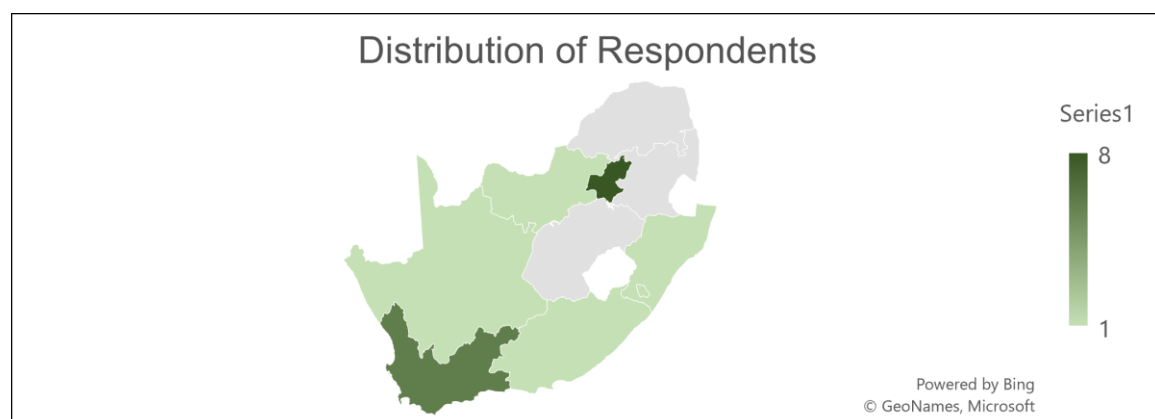 Distribution of Respondents
Series1
8
1
Powered by Bing
© GeoNames, Microsoft